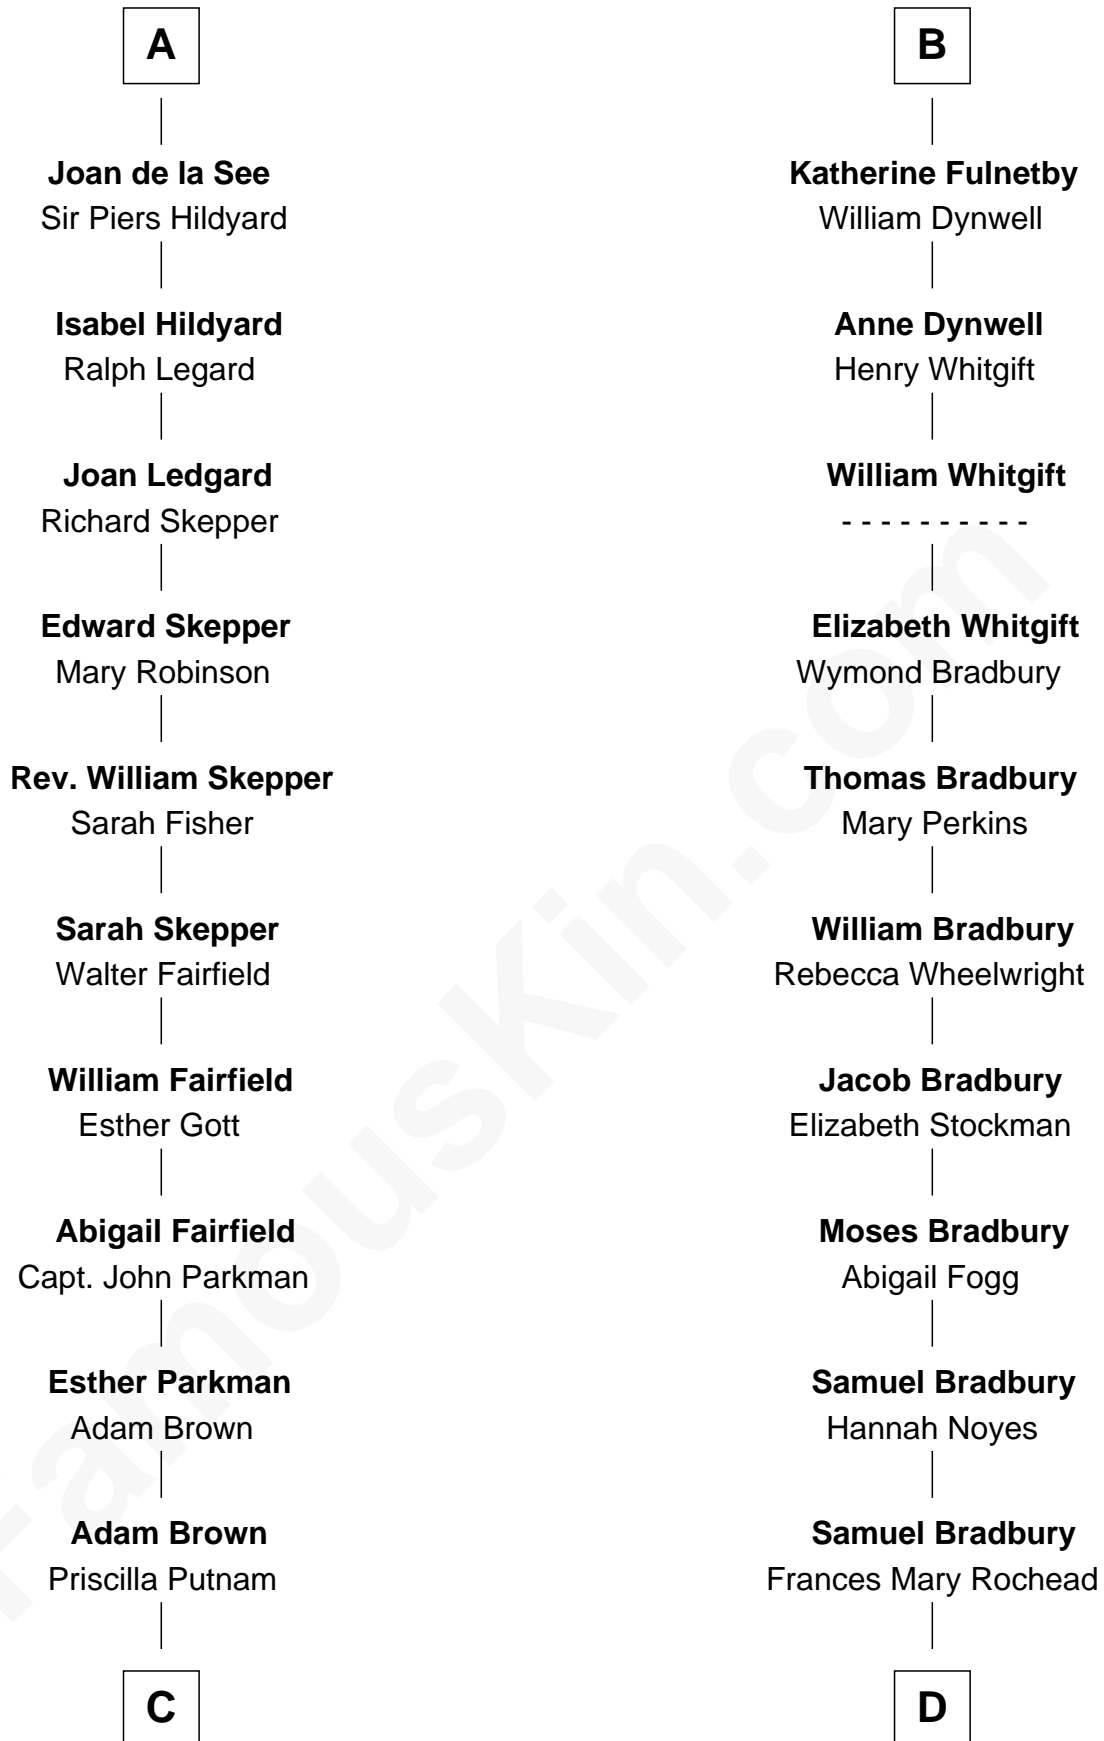 A
Joan de la See
Sir Piers Hildyard
Isabel Hildyard
Ralph Legard
Joan Ledgard
Richard Skepper
Edward Skepper
Mary Robinson
Rev. William Skepper
Sarah Fisher
Sarah Skepper
Walter Fairfield
William Fairfield
Esther Gott
Abigail Fairfield
Capt. John Parkman
Esther Parkman
Adam Brown
Adam Brown
Priscilla Putnam
C
B
Katherine Fulnetby
William Dynwell
Anne Dynwell
Henry Whitgift
William Whitgift
- - - - - - - - - -
Elizabeth Whitgift
Wymond Bradbury
Thomas Bradbury
Mary Perkins
William Bradbury
Rebecca Wheelwright
Jacob Bradbury
Elizabeth Stockman
Moses Bradbury
Abigail Fogg
Samuel Bradbury
Hannah Noyes
Samuel Bradbury
Frances Mary Rochead
D
FamousKin.com